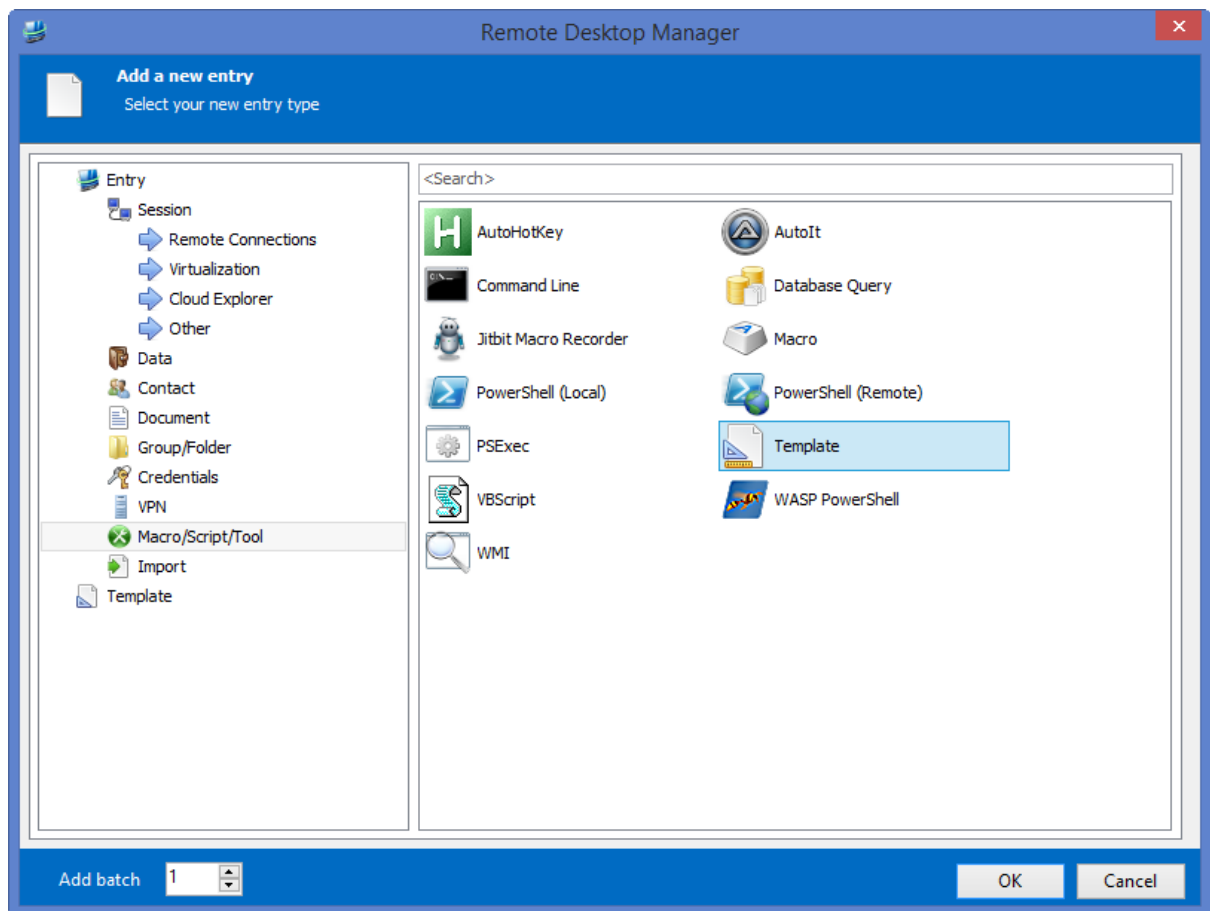 Remote Desktop Manager
Add a new entry
Select your new entry type
Entry
Session
Remote Connections
Virtualization
Cloud Explorer
Other
Data
Contact
Document
Group/Folder
Credentials
VPN
Macro/Script/Tool
Import
Template
<Search>
AutoHotKey
AutoIt
Command Line
Database Query
Jitbit Macro Recorder
Macro
PowerShell (Local)
PowerShell (Remote)
PSExec
Template
VBScript
WASP PowerShell
WMI
Add batch
1
OK
Cancel